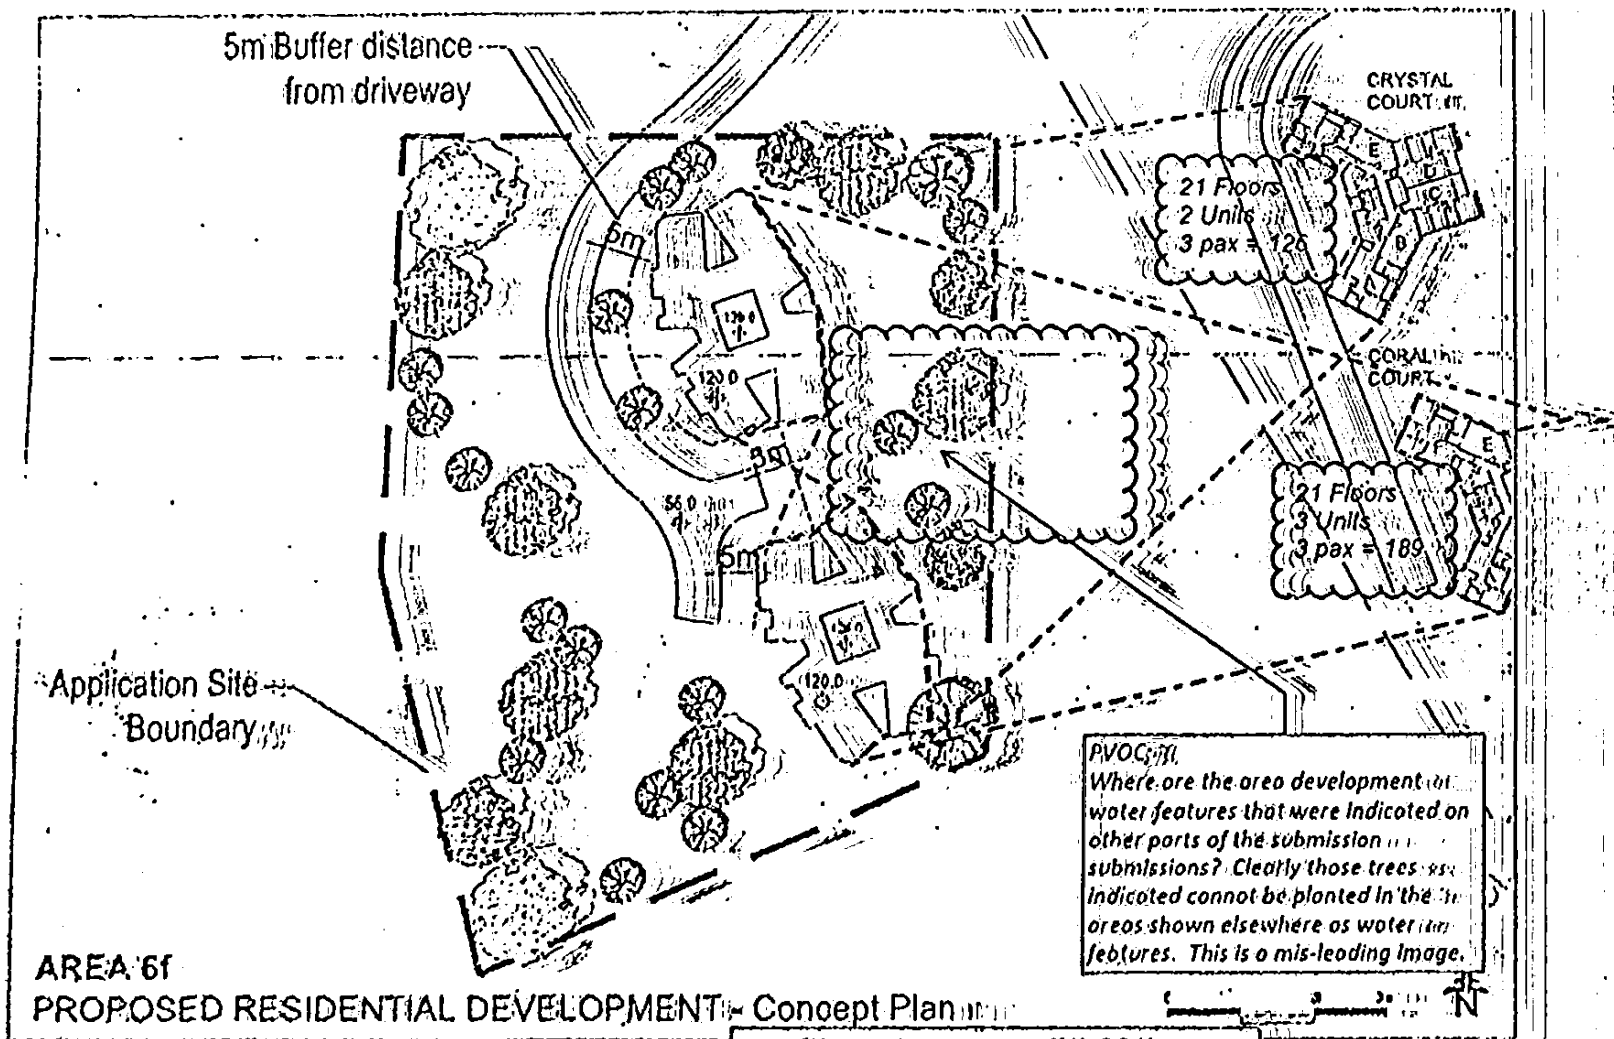 5m Buffer distance
from driveway
CRYSTAL
COURT
E
D
C
B
21 Floors
2 Units
3 pax = 126
5m
120.0
CORAL
COURT
E
3m
56.0
21 Floors
3 Units
3 pax = 189
5m
120.0
Application Site
Boundary
PVOC
Where are the area development
water features that were indicated on
other parts of the submission
submissions? Clearly those trees
indicated cannot be planted in the
areas shown elsewhere as water
features. This is a mis-leading image.
AREA 6f
PROPOSED RESIDENTIAL DEVELOPMENT - Concept Plan
N